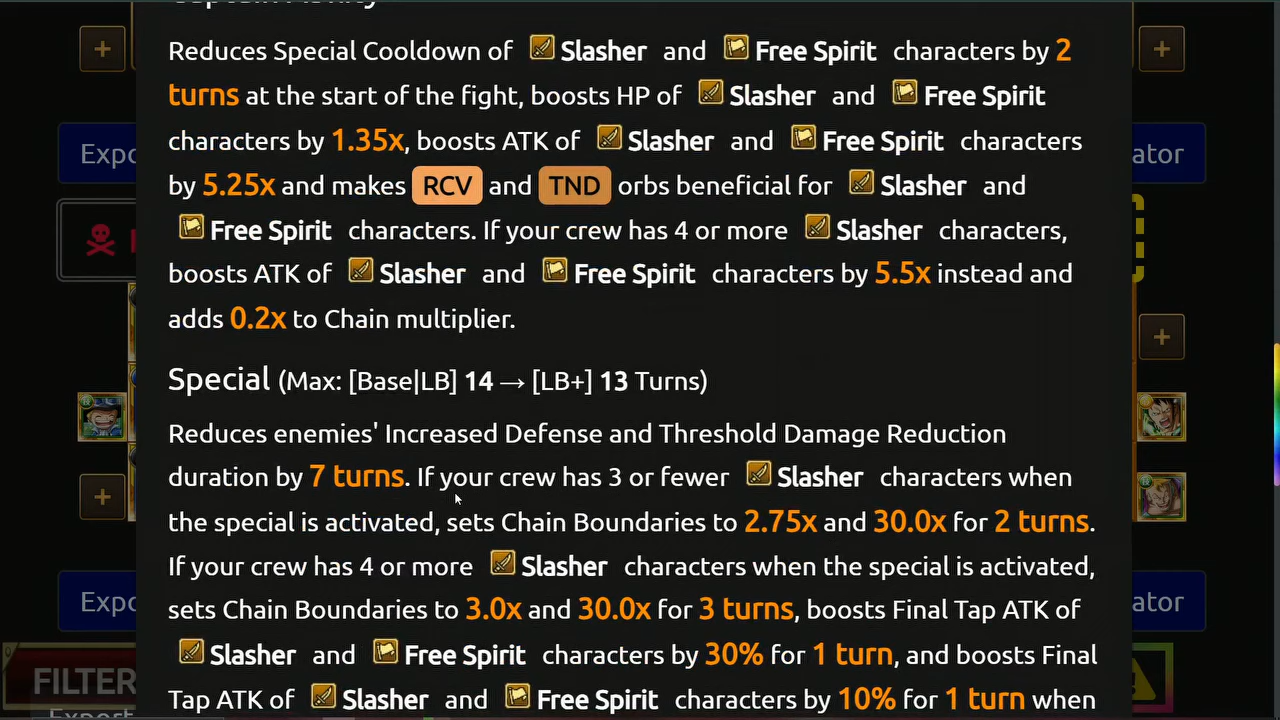 Captain Ability
Reduces Special Cooldown of Slasher and Free Spirit characters by 2
turns at the start of the fight, boosts HP of Slasher and Free Spirit
characters by 1.35x, boosts ATK of Slasher and Free Spirit characters
by 5.25x and makes RCV and TND orbs beneficial for Slasher and
Free Spirit characters. If your crew has 4 or more Slasher characters,
boosts ATK of Slasher and Free Spirit characters by 5.5x instead and
adds 0.2x to Chain multiplier.
Special (Max: [Base|LB] 14 → [LB+] 13 Turns)
Reduces enemies' Increased Defense and Threshold Damage Reduction
duration by 7 turns. If your crew has 3 or fewer Slasher characters when
the special is activated, sets Chain Boundaries to 2.75x and 30.0x for 2 turns.
If your crew has 4 or more Slasher characters when the special is activated,
sets Chain Boundaries to 3.0x and 30.0x for 3 turns, boosts Final Tap ATK of
Slasher and Free Spirit characters by 30% for 1 turn, and boosts Final
Tap ATK of Slasher and Free Spirit characters by 10% for 1 turn when
Expo
ator
Expo
ator
FILTER
Export